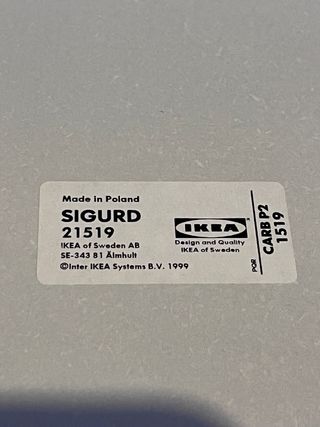 Made in Poland
SIGURD
21519
IKEA of Sweden AB
SE-343 81 Älmhult
©Inter IKEA Systems B.V. 1999
IKEA®
Design and Quality
IKEA of Sweden
PQR
CARB P2
1519